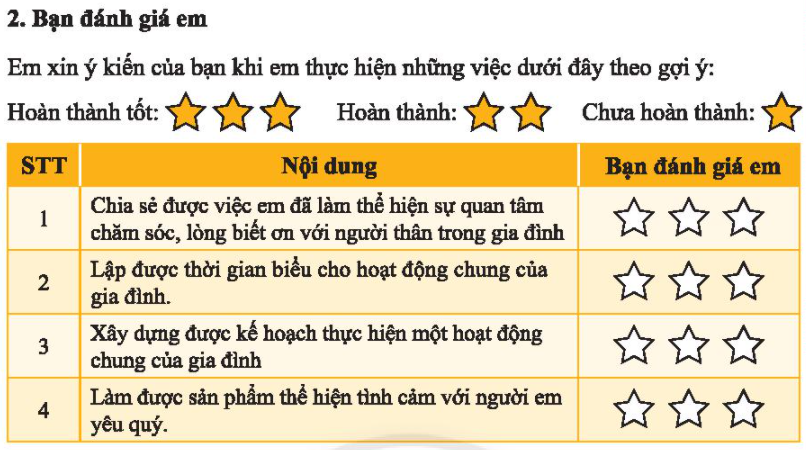 2. Bạn đánh giá em
Em xin ý kiến của bạn khi em thực hiện những việc dưới đây theo gợi ý:
Hoàn thành tốt: Hoàn thành: Chưa hoàn thành:
STT Nội dung Bạn đánh giá em
1 Chia sẻ được việc em đã làm thể hiện sự quan tâm
chăm sóc, lòng biết ơn với người thân trong gia đình
2 Lập được thời gian biểu cho hoạt động chung của
gia đình.
3 Xây dựng được kế hoạch thực hiện một hoạt động
chung của gia đình
4 Làm được sản phẩm thể hiện tình cảm với người em
yêu quý.